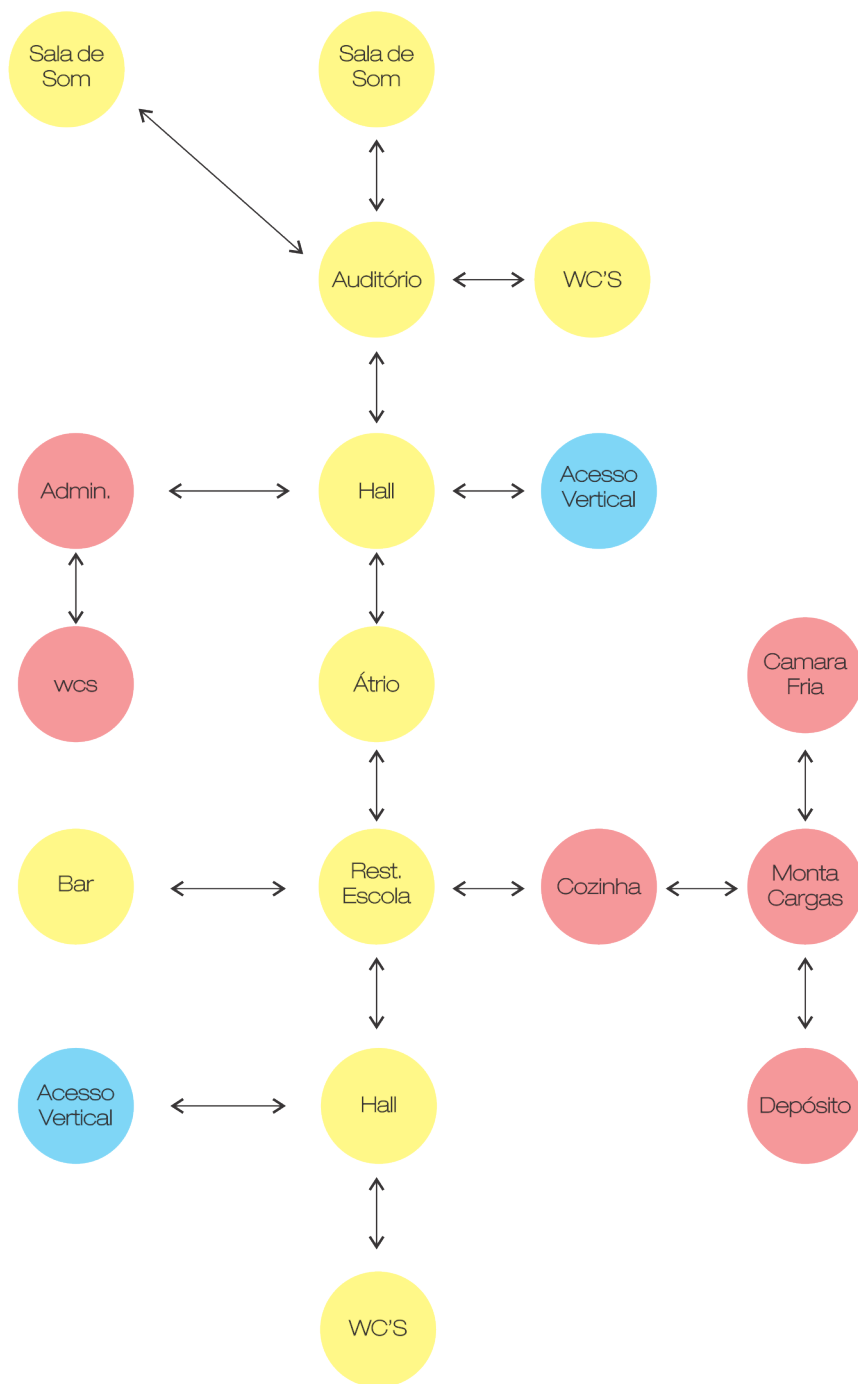 Sala de
Som
Sala de
Som
Auditório
WC'S
Admin.
Hall
Acesso
Vertical
wcs
Átrio
Camara
Fria
Bar
Rest.
Escola
Cozinha
Monta
Cargas
Acesso
Vertical
Hall
Depósito
WC'S